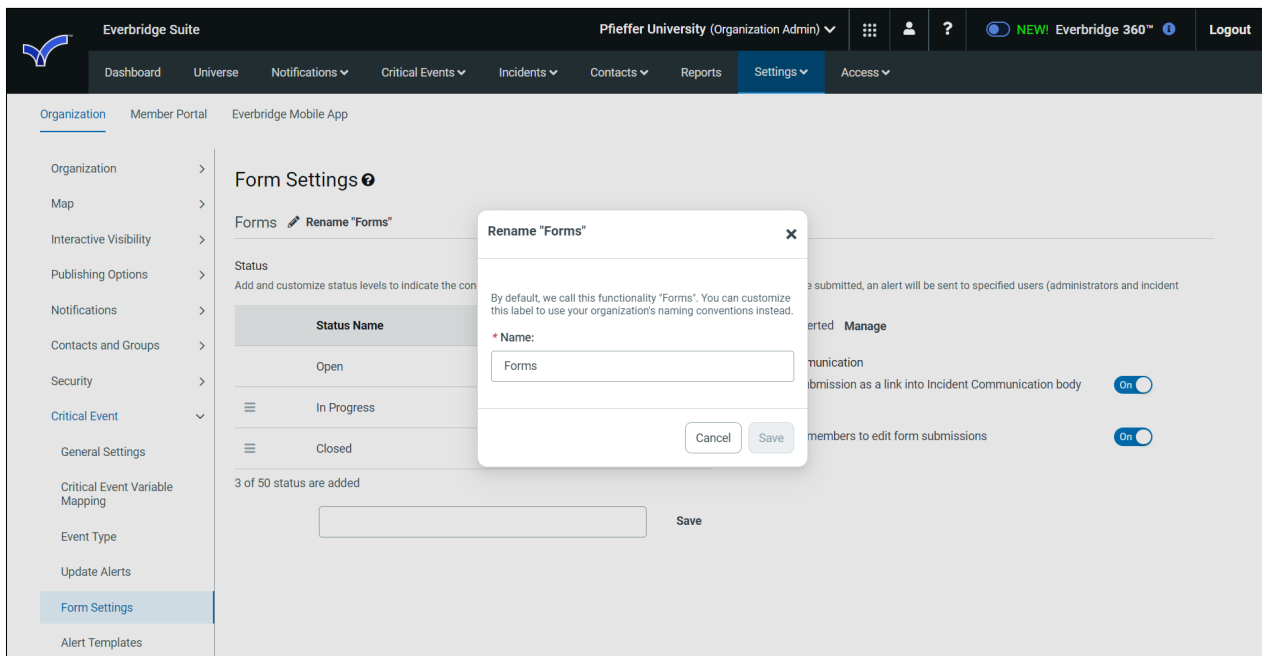 Everbridge Suite
Pfieffer University (Organization Admin)
?
NEW! Everbridge 360™
Logout
Dashboard Universe Notifications Critical Events Incidents Contacts Reports Settings Access
Organization Member Portal Everbridge Mobile App
Organization
Map
Interactive Visibility
Publishing Options
Notifications
Contacts and Groups
Security
Critical Event
General Settings
Critical Event Variable
Mapping
Event Type
Update Alerts
Form Settings
Alert Templates
Form Settings
Forms Rename "Forms"
Status
Add and customize status levels to indicate the con
Status Name
Open
In Progress
Closed
3 of 50 status are added
Save
Rename "Forms"
By default, we call this functionality "Forms". You can customize
this label to use your organization's naming conventions instead.
* Name:
Forms
Cancel Save
submitted, an alert will be sent to specified users (administrators and incident
Manage
submission as a link into Incident Communication body
On
members to edit form submissions
On